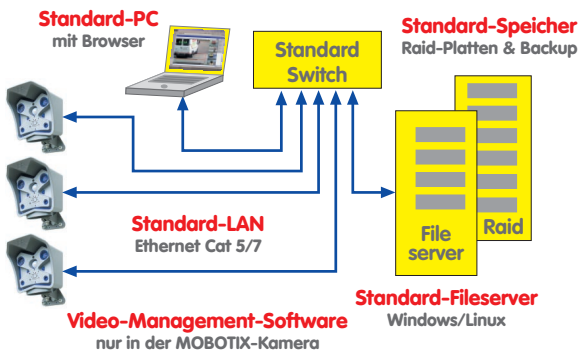 Standard-PC
mit Browser
Standard
Switch
Standard-Speicher
Raid-Platten & Backup
Standard-LAN
Ethernet Cat 5/7
File
server
Raid
Standard-Fileserver
Windows/Linux
Video-Management-Software
nur in der MOBOTIX-Kamera